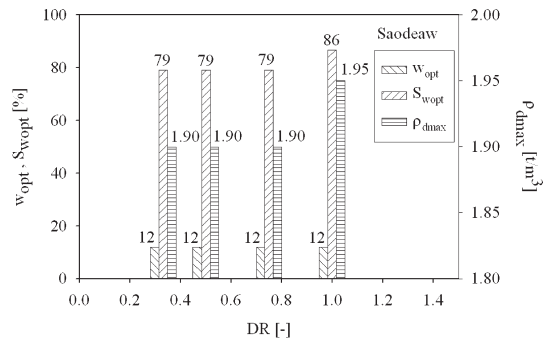 100
80
60
40
20
0
w_opt , S_wopt [%]
2.00
1.95
1.90
1.85
1.80
ρ_dmax [t/m³]
Saodeaw
w_opt
S_wopt
ρ_dmax
12
79
1.90
12
79
1.90
12
79
1.90
12
86
1.95
0.0 0.2 0.4 0.6 0.8 1.0 1.2 1.4
DR [-]